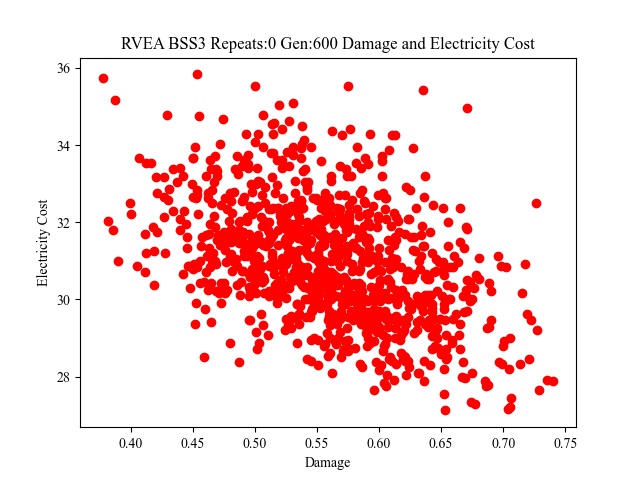 RVEA BSS3 Repeats:0 Gen:600 Damage and Electricity Cost
36
34
32
30
28
Electricity Cost
0.40 0.45 0.50 0.55 0.60 0.65 0.70 0.75
Damage